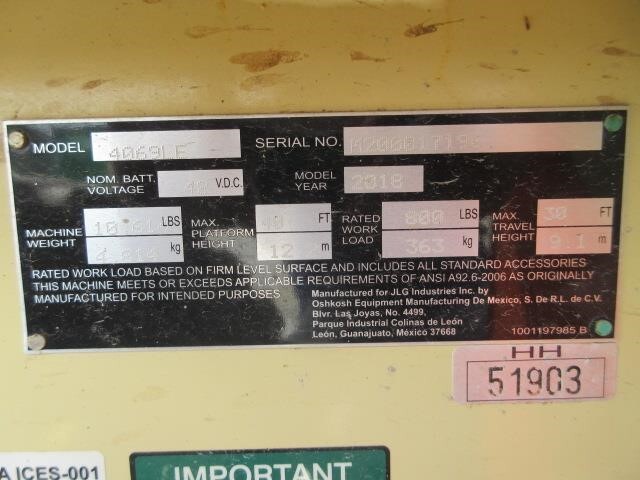 MODEL 4069LE SERIAL NO.
NOM. BATT. VOLTAGE 48 V.D.C. MODEL YEAR 2018
MACHINE WEIGHT LBS kg MAX. PLATFORM HEIGHT 40 FT 12 m RATED WORK LOAD 800 LBS 363 kg MAX TRAVEL HEIGHT 30 FT 9.1 m
RATED WORK LOAD BASED ON FIRM LEVEL SURFACE AND INCLUDES ALL STANDARD ACCESSORIES
THIS MACHINE MEETS OR EXCEEDS APPLICABLE REQUIREMENTS OF ANSI A92.6-2006 AS ORIGINALLY
MANUFACTURED FOR INTENDED PURPOSES
Manufactured for JLG Industries Inc. by
Oshkosh Equipment Manufacturing De Mexico, S. De R.L. de C.V.
Blvr. Las Joyas, No. 4499,
Parque Industrial Colinas de León
León, Guanajuato, México 37668
1001197985 B
HH
51903
A ICES-001
IMPORTANT